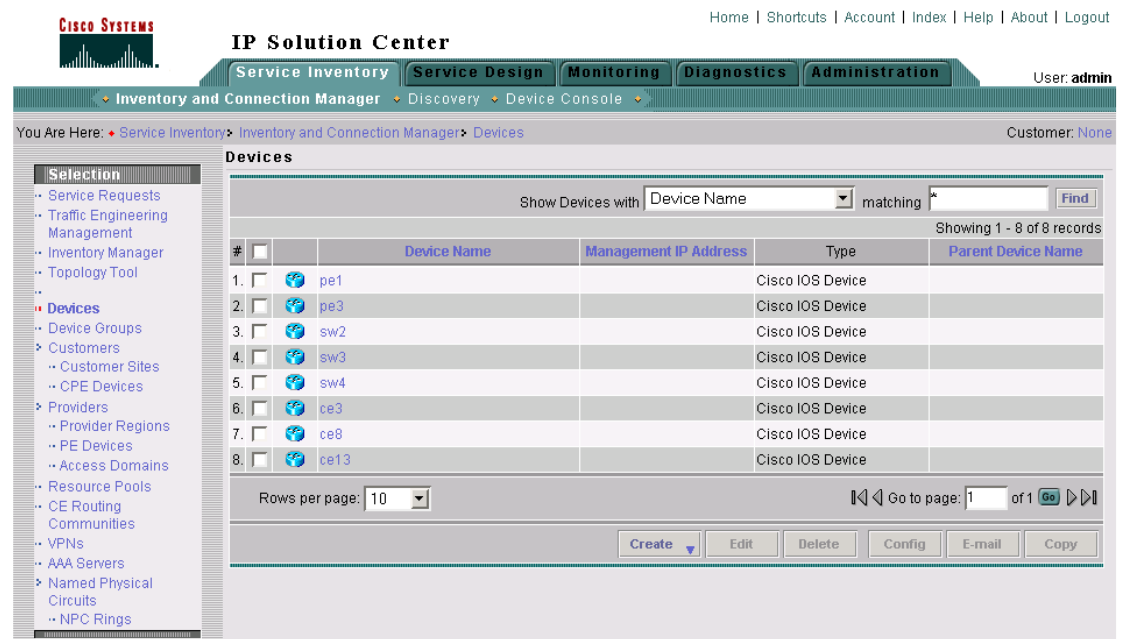 Home | Shortcuts | Account | Index | Help | About | Logout
CISCO SYSTEMS
IP Solution Center
Service Inventory Service Design Monitoring Diagnostics Administration
User: admin
Inventory and Connection Manager Discovery Device Console
You Are Here: Service Inventory Inventory and Connection Manager Devices
Customer: None
Selection
Service Requests
Traffic Engineering
Management
Inventory Manager
Topology Tool
Devices
Device Groups
Customers
Customer Sites
CPE Devices
Providers
Provider Regions
PE Devices
Access Domains
Resource Pools
CE Routing
Communities
VPNs
AAA Servers
Named Physical
Circuits
NPC Rings
Devices
Show Devices with Device Name matching * Find
Showing 1 - 8 of 8 records
# Device Name Management IP Address Type Parent Device Name
1. pe1 Cisco IOS Device
2. pe3 Cisco IOS Device
3. sw2 Cisco IOS Device
4. sw3 Cisco IOS Device
5. sw4 Cisco IOS Device
6. ce3 Cisco IOS Device
7. ce8 Cisco IOS Device
8. ce13 Cisco IOS Device
Rows per page: 10 Go to page: 1 of 1 Go
Create Edit Delete Config E-mail Copy